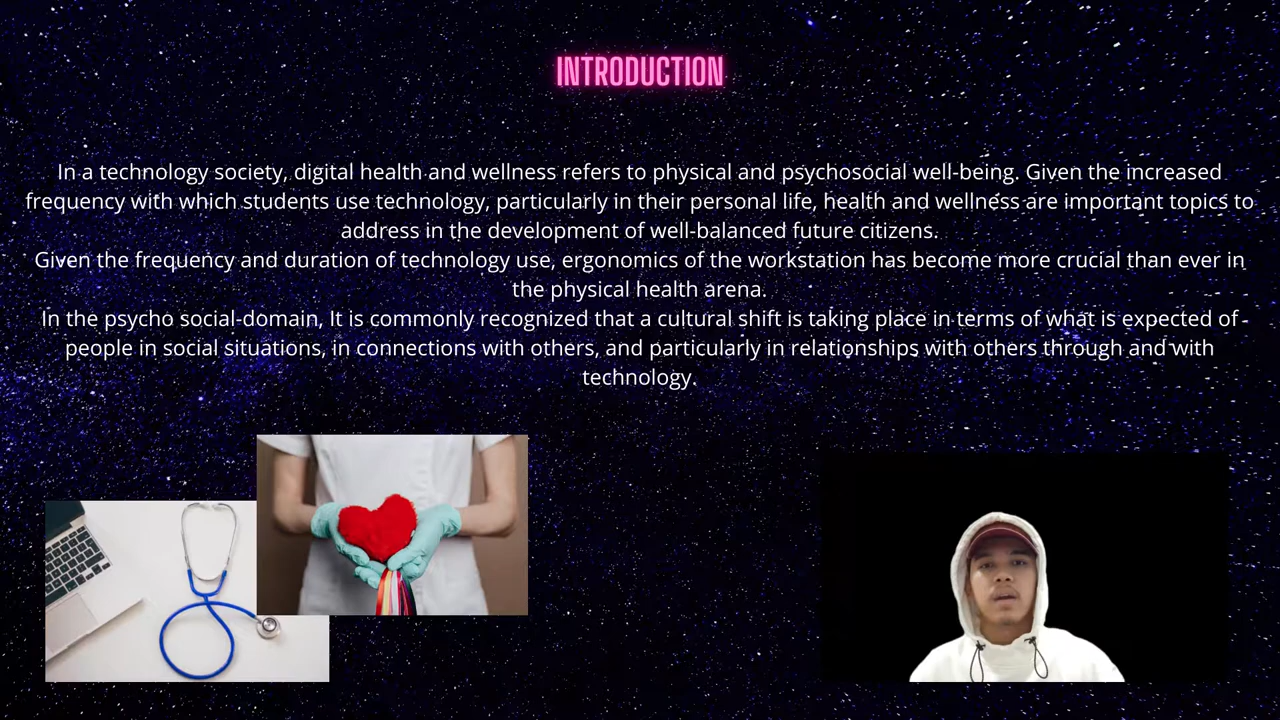 INTRODUCTION
In a technology society, digital health and wellness refers to physical and psychosocial well-being. Given the increased
frequency with which students use technology, particularly in their personal life, health and wellness are important topics to
address in the development of well-balanced future citizens.
Given the frequency and duration of technology use, ergonomics of the workstation has become more crucial than ever in
the physical health arena.
In the psycho social-domain, It is commonly recognized that a cultural shift is taking place in terms of what is expected of
people in social situations, in connections with others, and particularly in relationships with others through and with
technology.